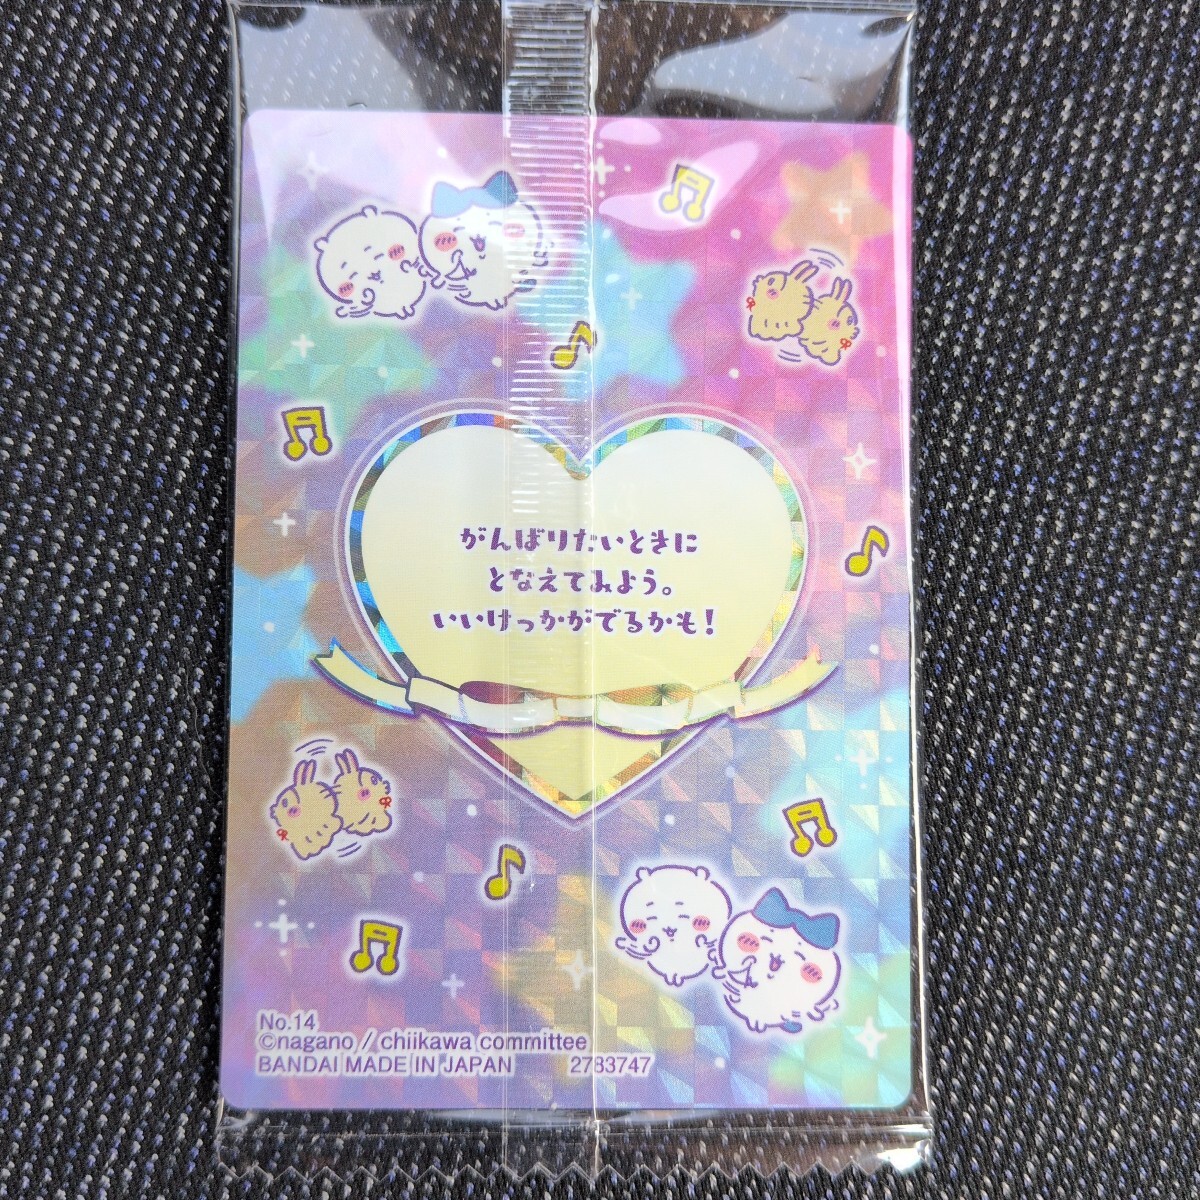 がんばりたいときに
となえてみよう。
いいけっかがでるかも！
No.14
©nagano / chiikawa committee
BANDAI MADE IN JAPAN 2783747